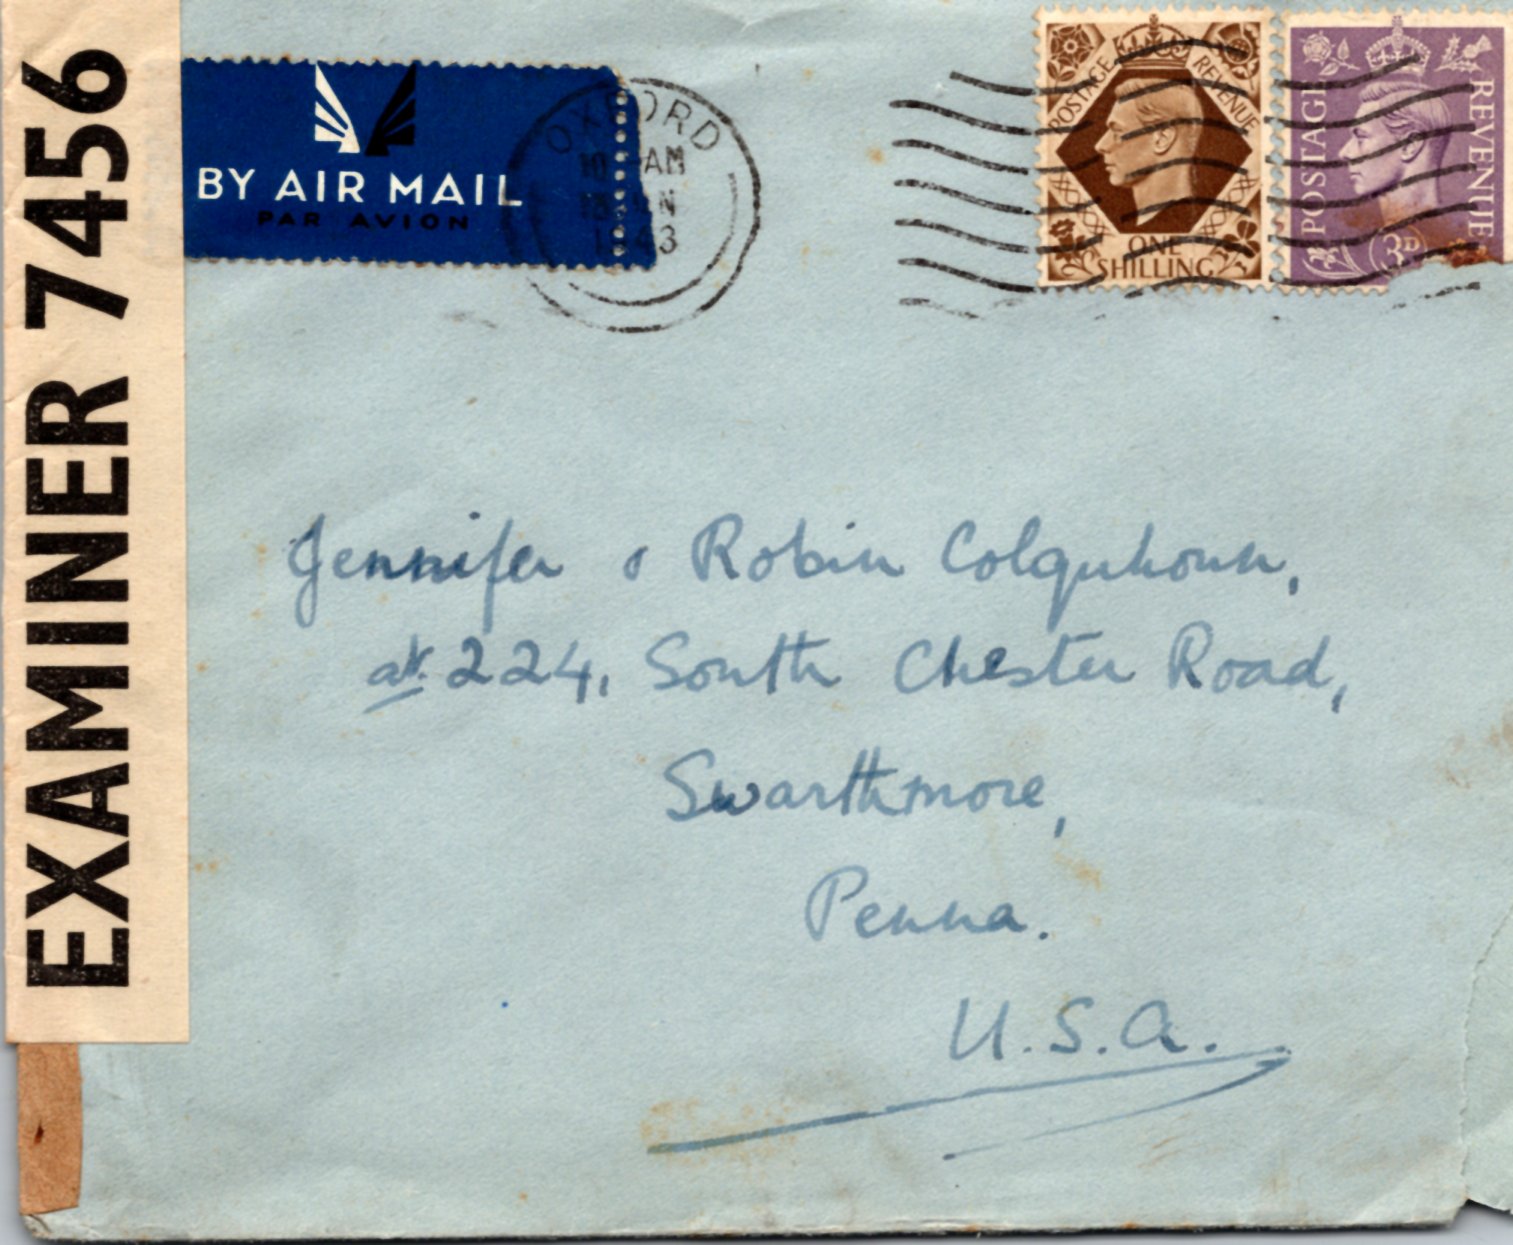 EXAMINER 7456
BY AIR MAIL
PAR AVION
OXFORD
AM
43
POSTAGE REVENUE
ONE
SHILLING
POSTAGE REVENUE
3D
Jennifer & Robin Colquhoun,
at 224, South Chester Road,
Swarthmore,
Penna.
U.S.A.